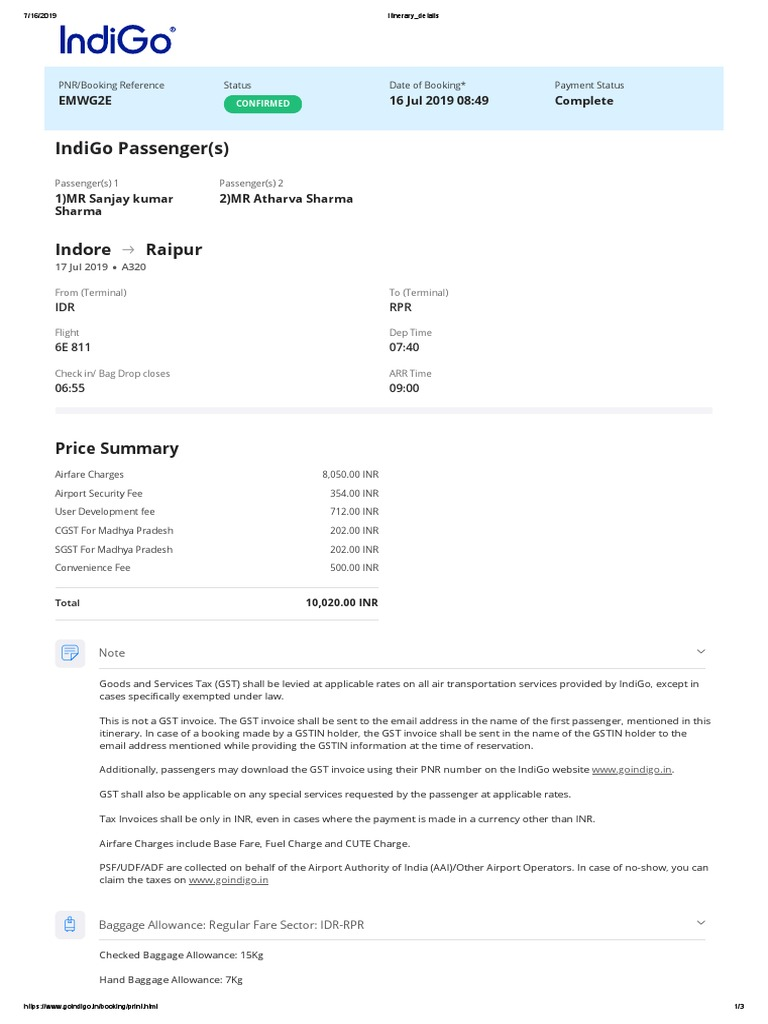 7/16/2019 Itinerary_details
IndiGo®
PNR/Booking Reference Status Date of Booking* Payment Status
EMWG2E CONFIRMED 16 Jul 2019 08:49 Complete
IndiGo Passenger(s)
Passenger(s) 1 Passenger(s) 2
1)MR Sanjay kumar 2)MR Atharva Sharma
Sharma
Indore → Raipur
17 Jul 2019 • A320
From (Terminal) To (Terminal)
IDR RPR
Flight Dep Time
6E 811 07:40
Check in/ Bag Drop closes ARR Time
06:55 09:00
Price Summary
Airfare Charges 8,050.00 INR
Airport Security Fee 354.00 INR
User Development fee 712.00 INR
CGST For Madhya Pradesh 202.00 INR
SGST For Madhya Pradesh 202.00 INR
Convenience Fee 500.00 INR
Total 10,020.00 INR
Note
Goods and Services Tax (GST) shall be levied at applicable rates on all air transportation services provided by IndiGo, except in
cases specifically exempted under law.
This is not a GST invoice. The GST invoice shall be sent to the email address in the name of the first passenger, mentioned in this
itinerary. In case of a booking made by a GSTIN holder, the GST invoice shall be sent in the name of the GSTIN holder to the
email address mentioned while providing the GSTIN information at the time of reservation.
Additionally, passengers may download the GST invoice using their PNR number on the IndiGo website www.goindigo.in.
GST shall also be applicable on any special services requested by the passenger at applicable rates.
Tax Invoices shall be only in INR, even in cases where the payment is made in a currency other than INR.
Airfare Charges include Base Fare, Fuel Charge and CUTE Charge.
PSF/UDF/ADF are collected on behalf of the Airport Authority of India (AAI)/Other Airport Operators. In case of no-show, you can
claim the taxes on www.goindigo.in
Baggage Allowance: Regular Fare Sector: IDR-RPR
Checked Baggage Allowance: 15Kg
Hand Baggage Allowance: 7Kg
https://www.goindigo.in/booking/print.html 1/3